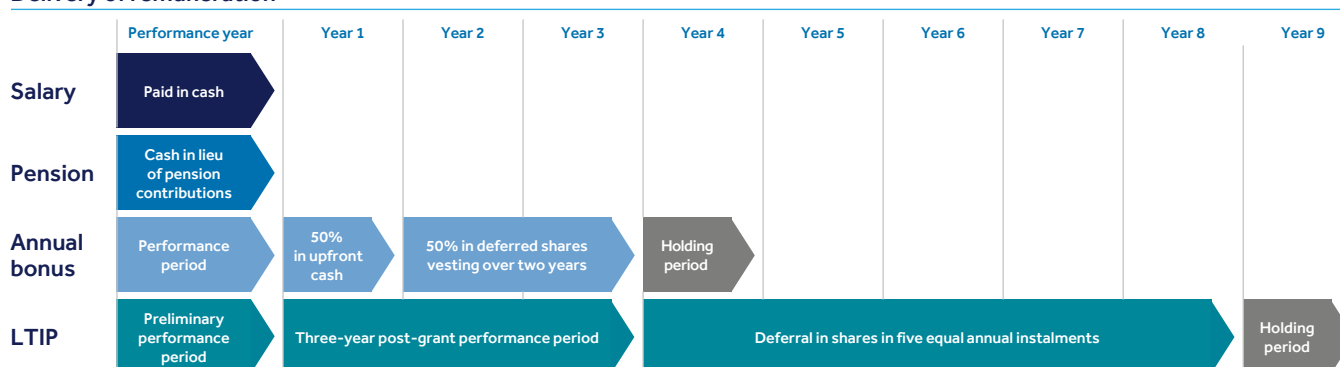 Delivery of remuneration
Performance year Year 1 Year 2 Year 3 Year 4 Year 5 Year 6 Year 7 Year 8 Year 9
Salary
Paid in cash
Pension
Cash in lieu
of pension
contributions
Annual
bonus
Performance
period
50%
in upfront
cash
50% in deferred shares
vesting over two years
Holding
period
LTIP
Preliminary
performance
period
Three-year post-grant performance period
Deferral in shares in five equal annual instalments
Holding
period